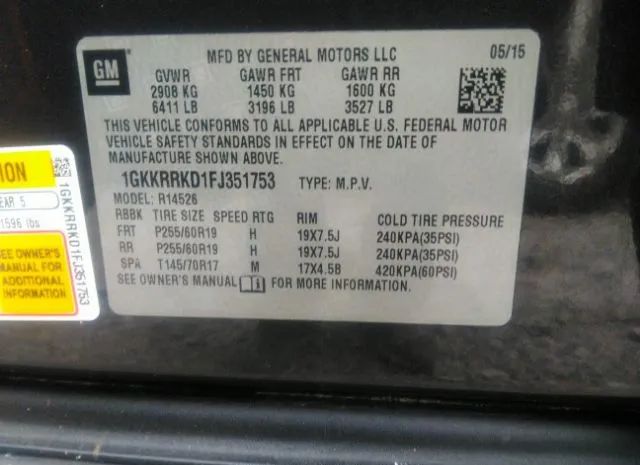 GM
MFD BY GENERAL MOTORS LLC 05/15
GVWR GAWR FRT GAWR RR
2908 KG 1450 KG 1600 KG
6411 LB 3196 LB 3527 LB
THIS VEHICLE CONFORMS TO ALL APPLICABLE U.S. FEDERAL MOTOR
VEHICLE SAFETY STANDARDS IN EFFECT ON THE DATE OF
MANUFACTURE SHOWN ABOVE.
1GKKRRKD1FJ351753 TYPE: M.P.V.
MODEL: R14526
RBBK TIRE SIZE SPEED RTG RIM COLD TIRE PRESSURE
FRT P255/60R19 H 19X7.5J 240KPA(35PSI)
RR P255/60R19 H 19X7.5J 240KPA(35PSI)
SPA T145/70R17 M 17X4.5B 420KPA(60PSI)
SEE OWNER'S MANUAL FOR MORE INFORMATION.
TION
EAR 5
1596 lbs
SEE OWNER'S
MANUAL FOR
ADDITIONAL
INFORMATION
1GKKRRKD1FJ351753